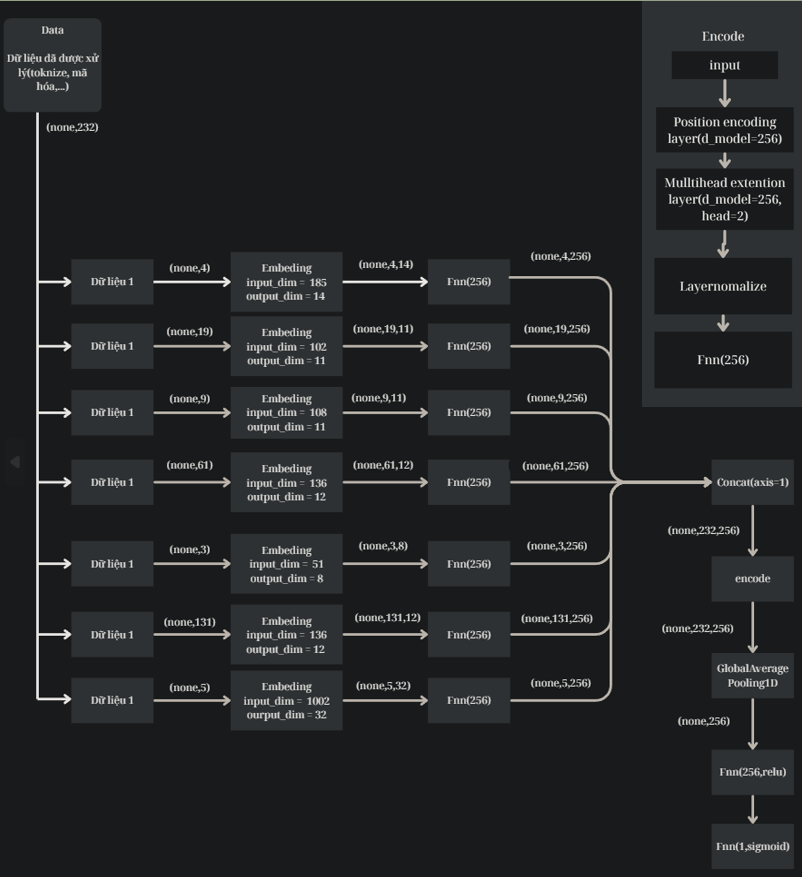 Data
Dữ liệu đã được xử
lý(toknize, mã
hóa,...)
(none,232)
Dữ liệu 1
(none,4)
Embeding
input_dim = 185
output_dim = 14
(none,4,14)
Fnn(256)
(none,4,256)
Dữ liệu 1
(none,19)
Embeding
input_dim = 102
output_dim = 11
(none,19,11)
Fnn(256)
(none,19,256)
Dữ liệu 1
(none,9)
Embeding
input_dim = 108
output_dim = 11
(none,9,11)
Fnn(256)
(none,9,256)
Dữ liệu 1
(none,61)
Embeding
input_dim = 136
output_dim = 12
(none,61,12)
Fnn(256)
(none,61,256)
Dữ liệu 1
(none,3)
Embeding
input_dim = 51
output_dim = 8
(none,3,8)
Fnn(256)
(none,3,256)
Dữ liệu 1
(none,131)
Embeding
input_dim = 136
output_dim = 12
(none,131,12)
Fnn(256)
(none,131,256)
Dữ liệu 1
(none,5)
Embeding
input_dim = 1002
ourput_dim = 32
(none,5,32)
Fnn(256)
(none,5,256)
Concat(axis=1)
(none,232,256)
encode
(none,232,256)
GlobalAverage
Pooling1D
(none,256)
Fnn(256,relu)
Fnn(1,sigmoid)
Encode
input
Position encoding
layer(d_model=256)
Mulltihead extention
layer(d_model=256,
head=2)
Layernomalize
Fnn(256)